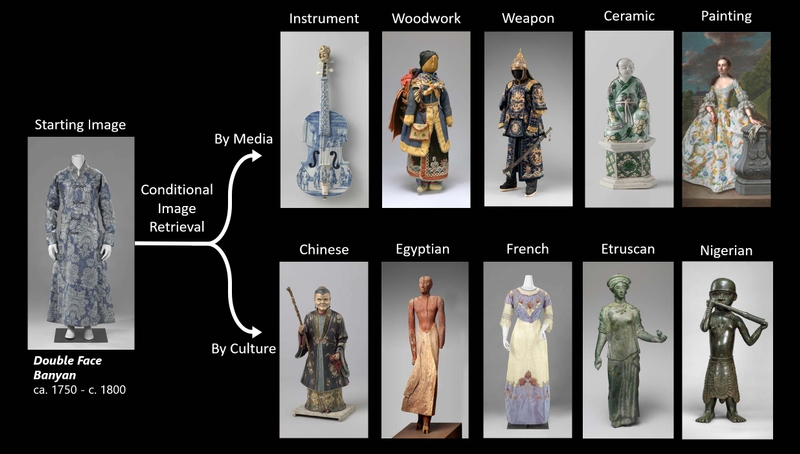 Instrument
Woodwork
Weapon
Ceramic
Painting
Starting Image
By Media
Conditional
Image
Retrieval
Chinese
Egyptian
French
Etruscan
Nigerian
By Culture
Double Face
Banyan
ca. 1750 - c. 1800